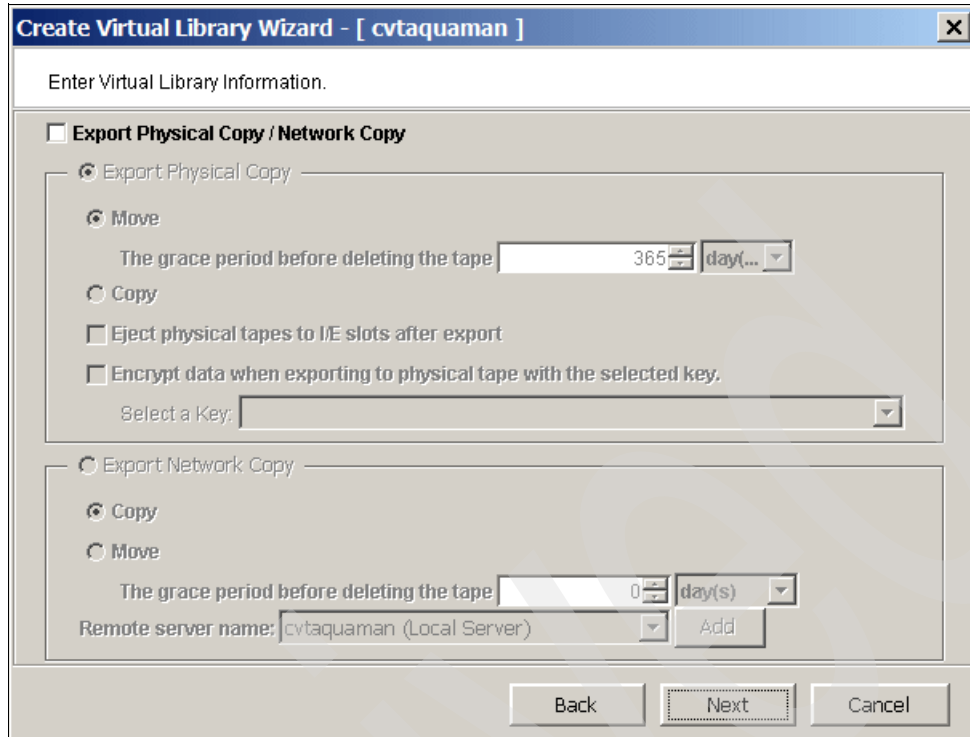 Create Virtual Library Wizard - [ cvtaquaman ]
Enter Virtual Library Information.
Export Physical Copy / Network Copy
Export Physical Copy
Move
The grace period before deleting the tape 365 day(...
Copy
Eject physical tapes to I/E slots after export
Encrypt data when exporting to physical tape with the selected key.
Select a Key:
Export Network Copy
Copy
Move
The grace period before deleting the tape 0 day(s)
Remote server name: cvtaquaman (Local Server) Add
Back Next Cancel